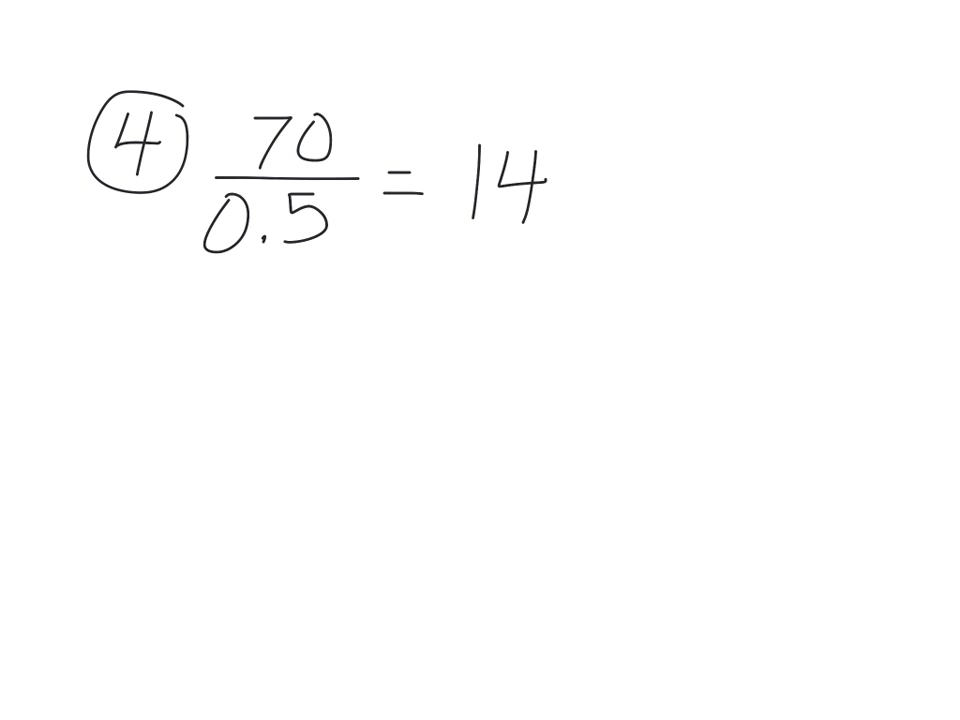 ④ 70/0.5 = 14